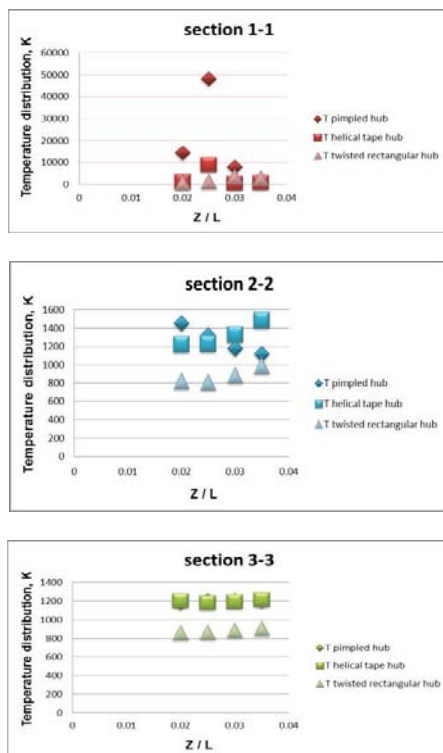 section 1-1
Temperature distribution, K
60000
50000
40000
30000
20000
10000
0
0 0.01 0.02 0.03 0.04
Z / L
T pimpled hub
T helical tape hub
T twisted rectangular hub
section 2-2
Temperature distribution, K
1600
1400
1200
1000
800
600
400
200
0
0 0.01 0.02 0.03 0.04
Z / L
T pimpled hub
T helical tape hub
T twisted rectangular hub
section 3-3
Temperature distribution, K
1400
1200
1000
800
600
400
200
0
0 0.01 0.02 0.03 0.04
Z / L
T pimpled hub
T helical tape hub
T twisted rectangular hub